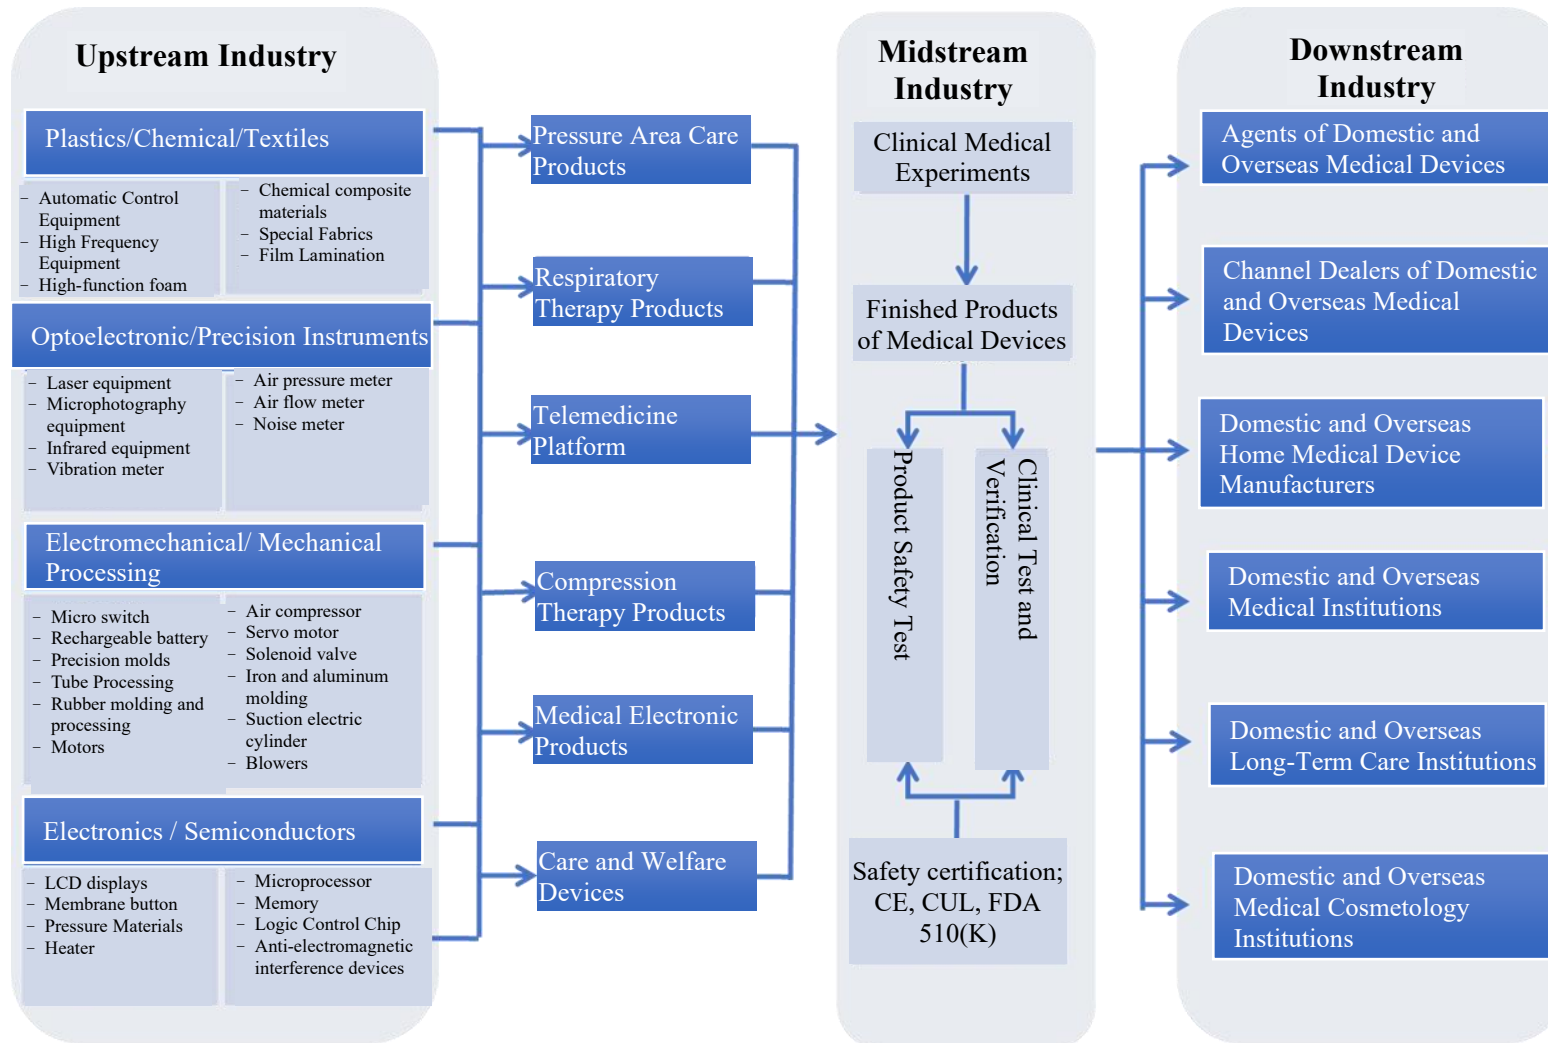 Upstream Industry
Plastics/Chemical/Textiles
– Automatic Control
Equipment
– High Frequency
Equipment
– High-function foam
– Chemical composite
materials
– Special Fabrics
– Film Lamination
Optoelectronic/Precision Instruments
– Laser equipment
– Microphotography
equipment
– Infrared equipment
– Vibration meter
– Air pressure meter
– Air flow meter
– Noise meter
Electromechanical/ Mechanical
Processing
– Micro switch
– Rechargeable battery
– Precision molds
– Tube Processing
– Rubber molding and
processing
– Motors
– Air compressor
– Servo motor
– Solenoid valve
– Iron and aluminum
molding
– Suction electric
cylinder
– Blowers
Electronics / Semiconductors
– LCD displays
– Membrane button
– Pressure Materials
– Heater
– Microprocessor
– Memory
– Logic Control Chip
– Anti-electromagnetic
interference devices
Pressure Area Care
Products
Respiratory
Therapy Products
Telemedicine
Platform
Compression
Therapy Products
Medical Electronic
Products
Care and Welfare
Devices
Midstream
Industry
Clinical Medical
Experiments
Finished Products
of Medical Devices
Product Safety Test
Clinical Test and
Verification
Safety certification;
CE, CUL, FDA
510(K)
Downstream
Industry
Agents of Domestic and
Overseas Medical Devices
Channel Dealers of Domestic
and Overseas Medical
Devices
Domestic and Overseas
Home Medical Device
Manufacturers
Domestic and Overseas
Medical Institutions
Domestic and Overseas
Long-Term Care Institutions
Domestic and Overseas
Medical Cosmetology
Institutions